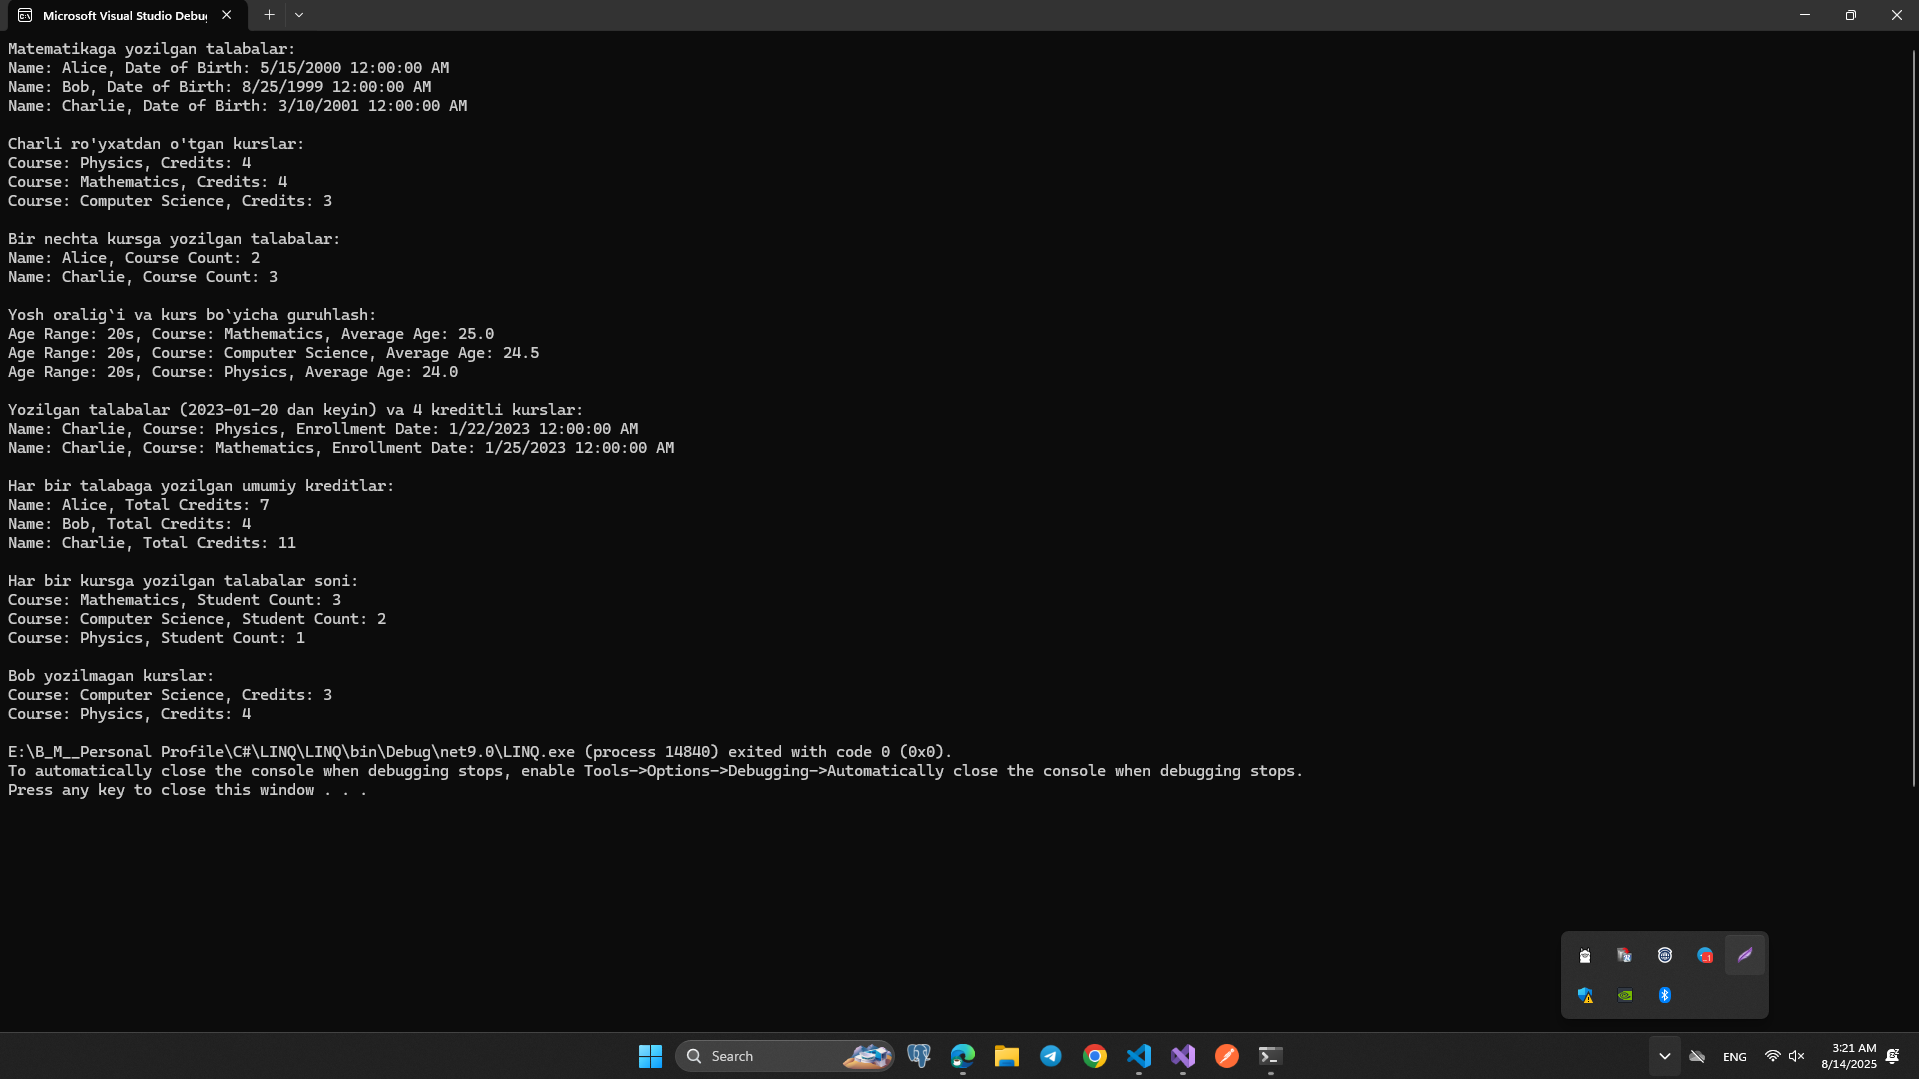 Microsoft Visual Studio Debug
Matematikaga yozilgan talabalar:
Name: Alice, Date of Birth: 5/15/2000 12:00:00 AM
Name: Bob, Date of Birth: 8/25/1999 12:00:00 AM
Name: Charlie, Date of Birth: 3/10/2001 12:00:00 AM
Charli ro'yxatdan o'tgan kurslar:
Course: Physics, Credits: 4
Course: Mathematics, Credits: 4
Course: Computer Science, Credits: 3
Bir nechta kursga yozilgan talabalar:
Name: Alice, Course Count: 2
Name: Charlie, Course Count: 3
Yosh oralig‘i va kurs bo‘yicha guruhlash:
Age Range: 20s, Course: Mathematics, Average Age: 25.0
Age Range: 20s, Course: Computer Science, Average Age: 24.5
Age Range: 20s, Course: Physics, Average Age: 24.0
Yozilgan talabalar (2023-01-20 dan keyin) va 4 kreditli kurslar:
Name: Charlie, Course: Physics, Enrollment Date: 1/22/2023 12:00:00 AM
Name: Charlie, Course: Mathematics, Enrollment Date: 1/25/2023 12:00:00 AM
Har bir talabaga yozilgan umumiy kreditlar:
Name: Alice, Total Credits: 7
Name: Bob, Total Credits: 4
Name: Charlie, Total Credits: 11
Har bir kursga yozilgan talabalar soni:
Course: Mathematics, Student Count: 3
Course: Computer Science, Student Count: 2
Course: Physics, Student Count: 1
Bob yozilmagan kurslar:
Course: Computer Science, Credits: 3
Course: Physics, Credits: 4
E:\B_M__Personal Profile\C#\LINQ\LINQ\bin\Debug\net9.0\LINQ.exe (process 14840) exited with code 0 (0x0).
To automatically close the console when debugging stops, enable Tools->Options->Debugging->Automatically close the console when debugging stops.
Press any key to close this window . . .
Search
ENG
3:21 AM
8/14/2025